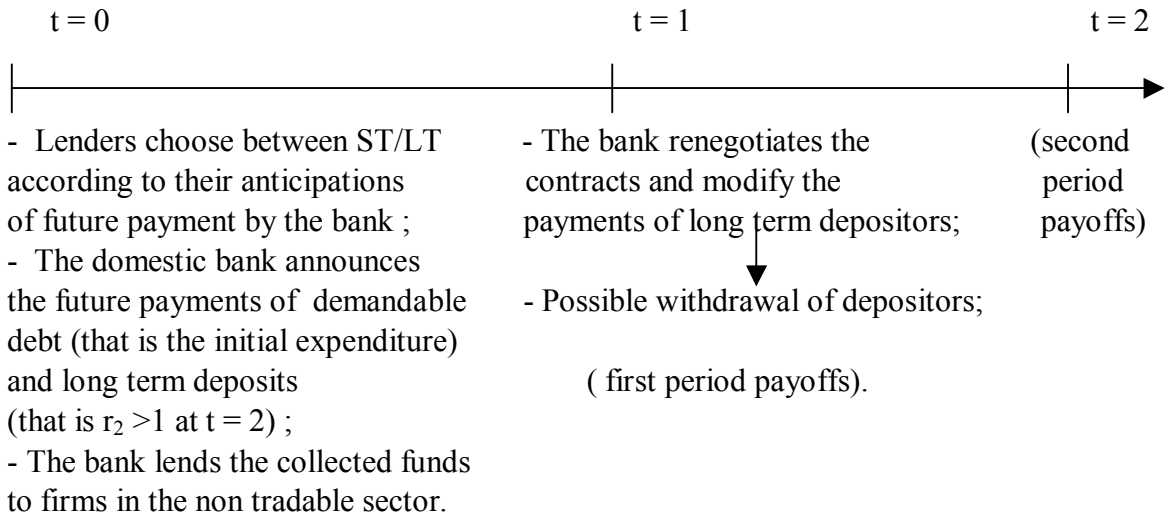 t = 0
t = 1
t = 2
- Lenders choose between ST/LT
according to their anticipations
of future payment by the bank ;
- The domestic bank announces
the future payments of demandable
debt (that is the initial expenditure)
and long term deposits
(that is r₂ >1 at t = 2) ;
- The bank lends the collected funds
to firms in the non tradable sector.
- The bank renegotiates the
contracts and modify the
payments of long term depositors;
- Possible withdrawal of depositors;
( first period payoffs).
(second
period
payoffs)